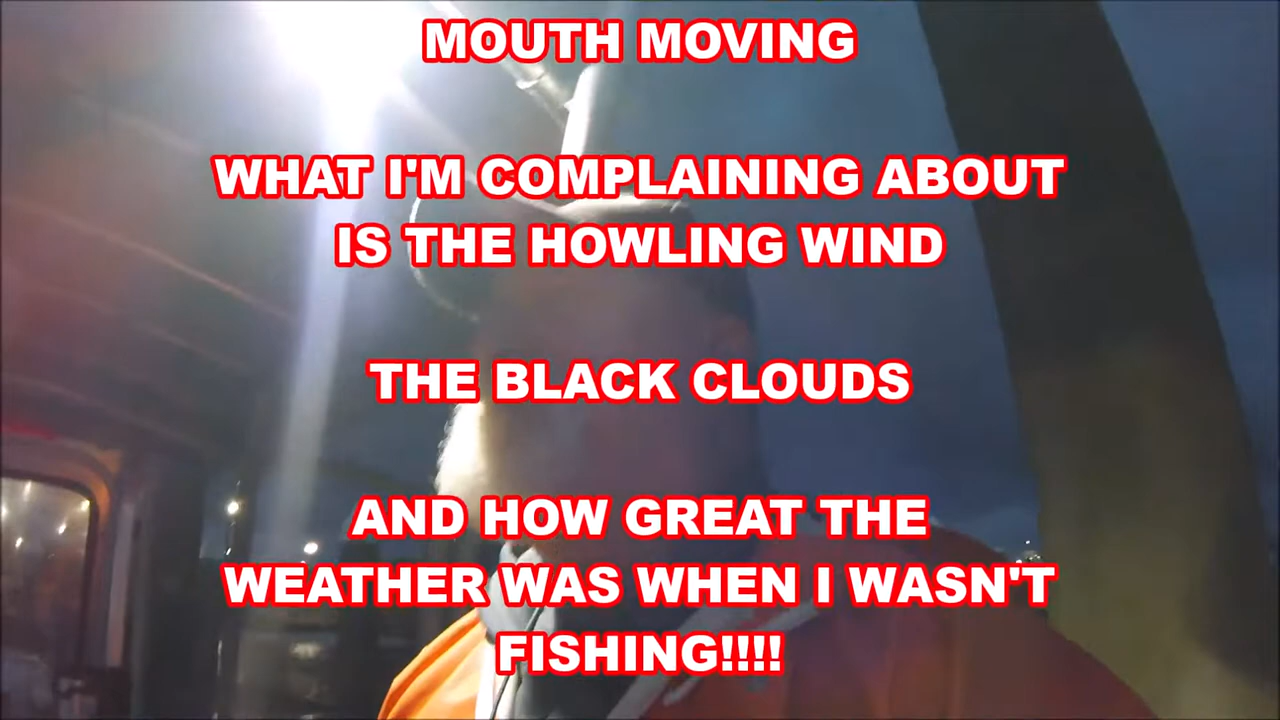 MOUTH MOVING
WHAT I'M COMPLAINING ABOUT
IS THE HOWLING WIND
THE BLACK CLOUDS
AND HOW GREAT THE
WEATHER WAS WHEN I WASN'T
FISHING!!!!